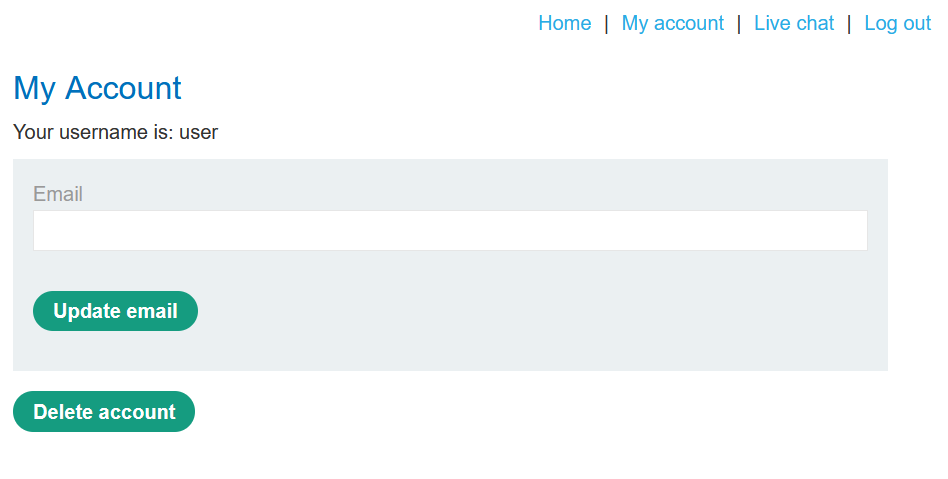 Home | My account | Live chat | Log out
My Account
Your username is: user
Email
Update email
Delete account